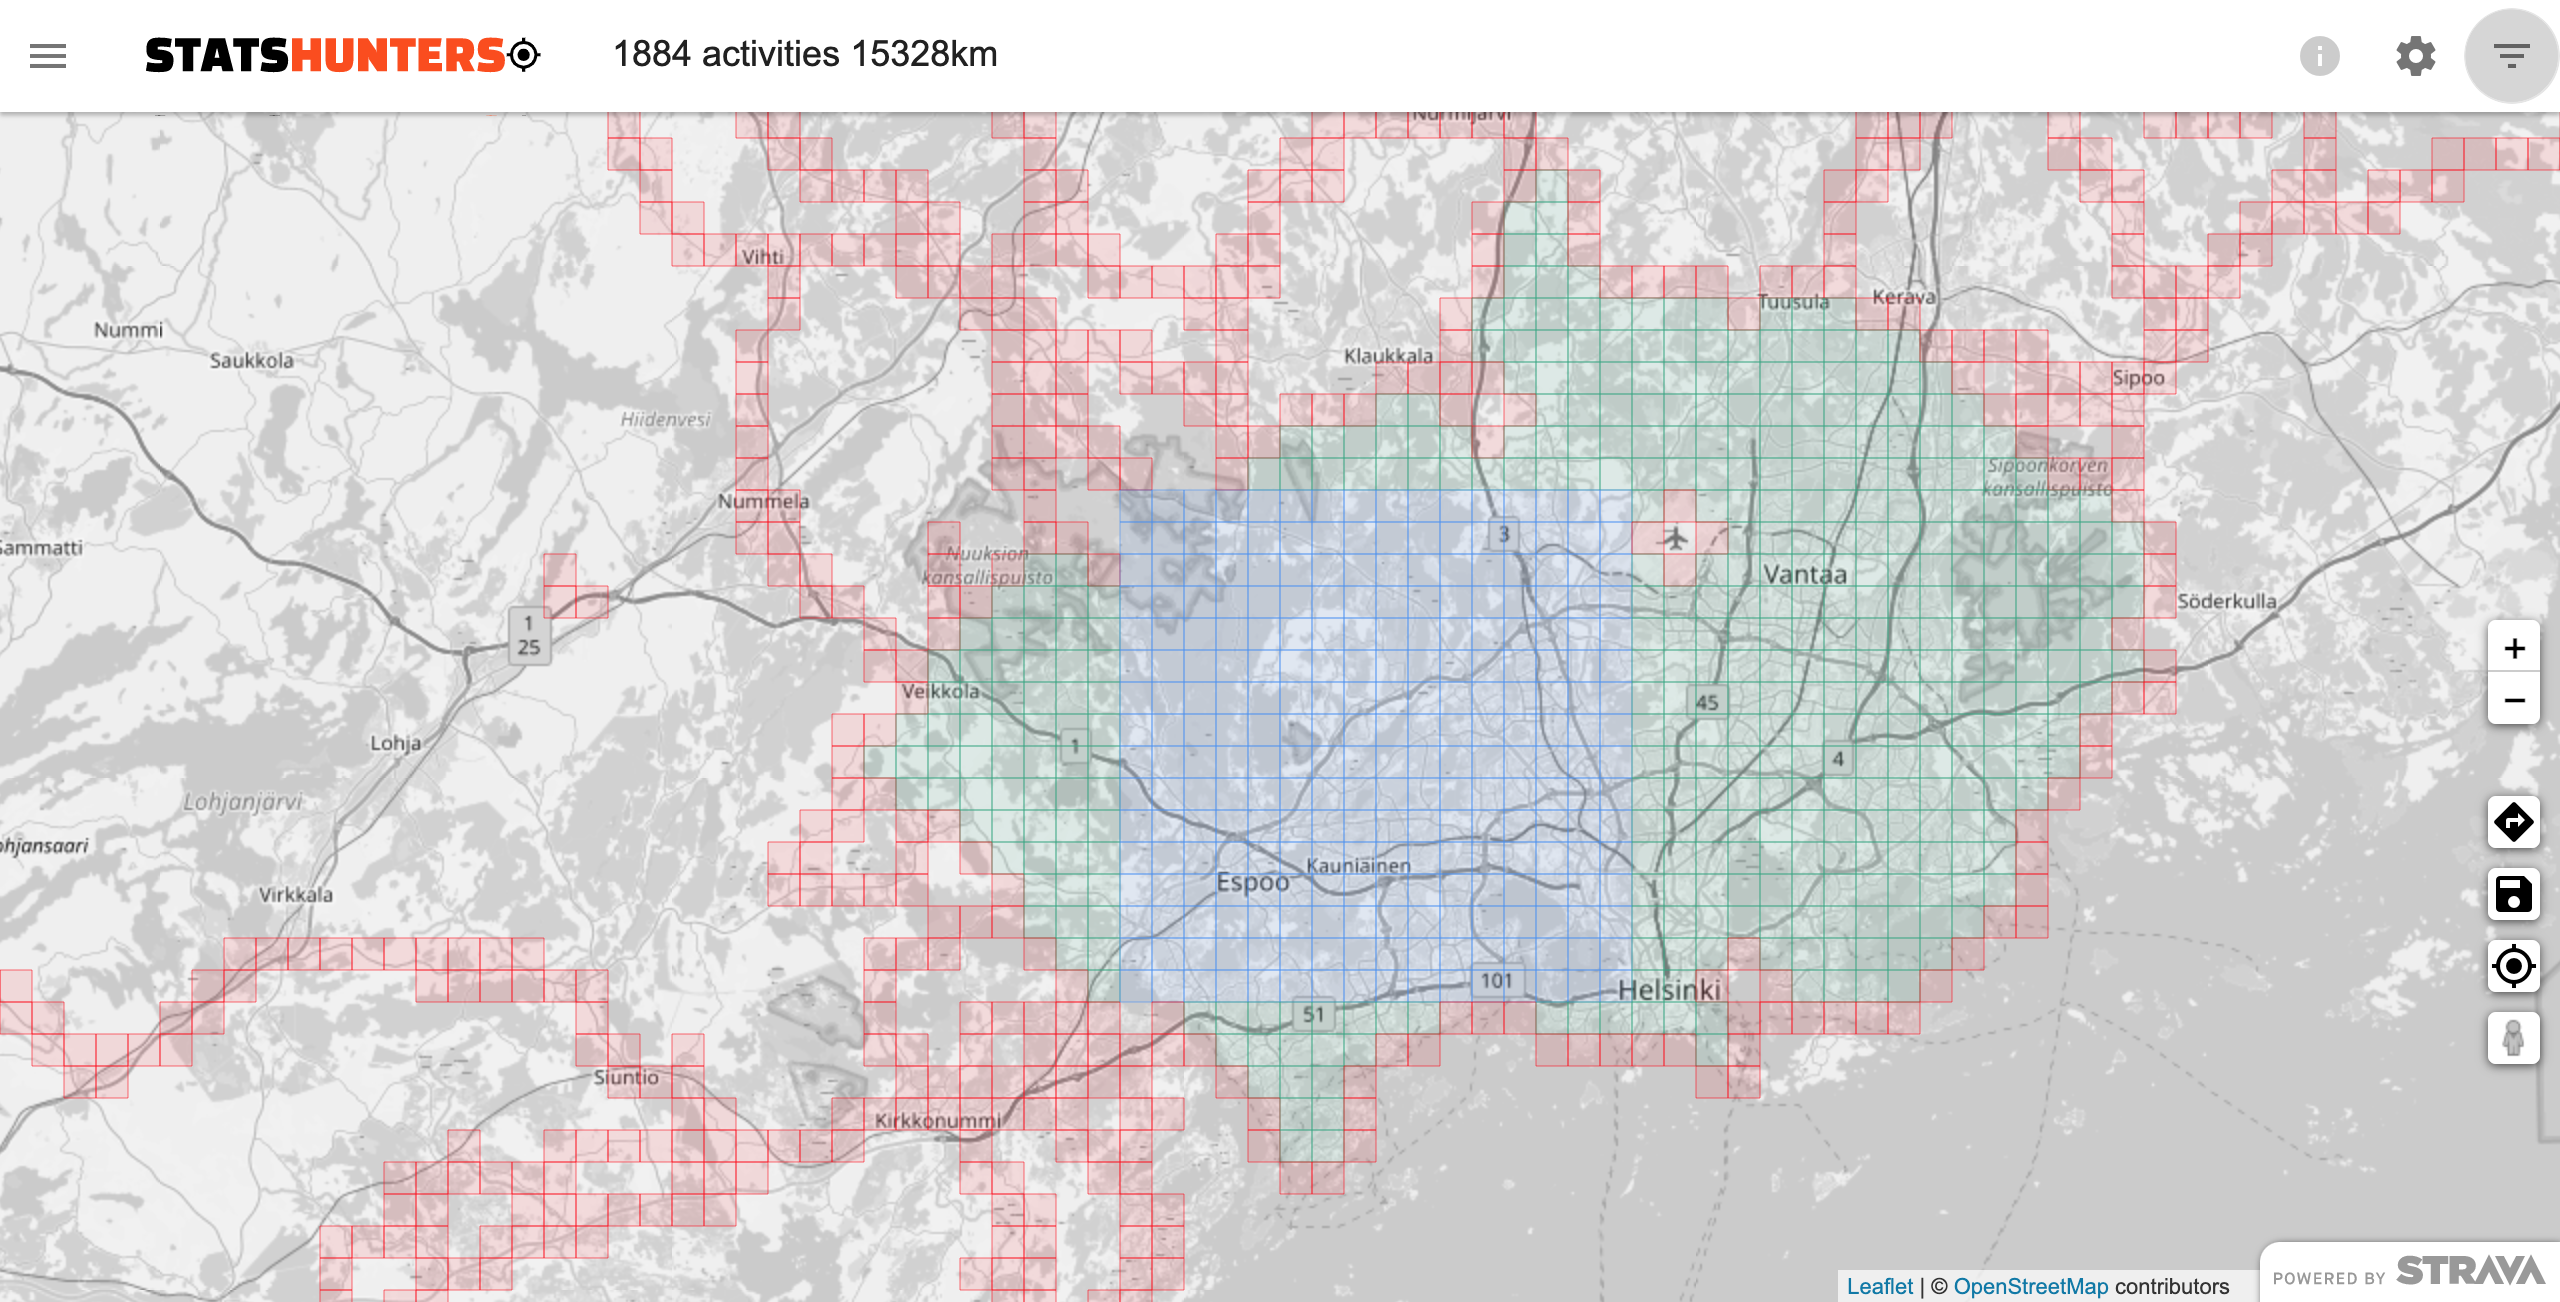 STATSHUNTERS
1884 activities 15328km
Nurmijärvi
Vihti
Tuusula
Kerava
Nummi
Saukkola
Klaukkala
Sipoo
Hiidenvesi
Sipoonkorven
kansallispuisto
Nummela
3
Sammatti
Nuuksion
kansallispuisto
Vantaa
Söderkulla
1
25
Veikkola
45
Lohja
1
4
Lohjanjärvi
ohjansaari
Kauniainen
Espoo
Virkkala
101
Helsinki
51
Siuntio
Kirkkonummi
+
−
Leaflet | © OpenStreetMap contributors
POWERED BY STRAVA